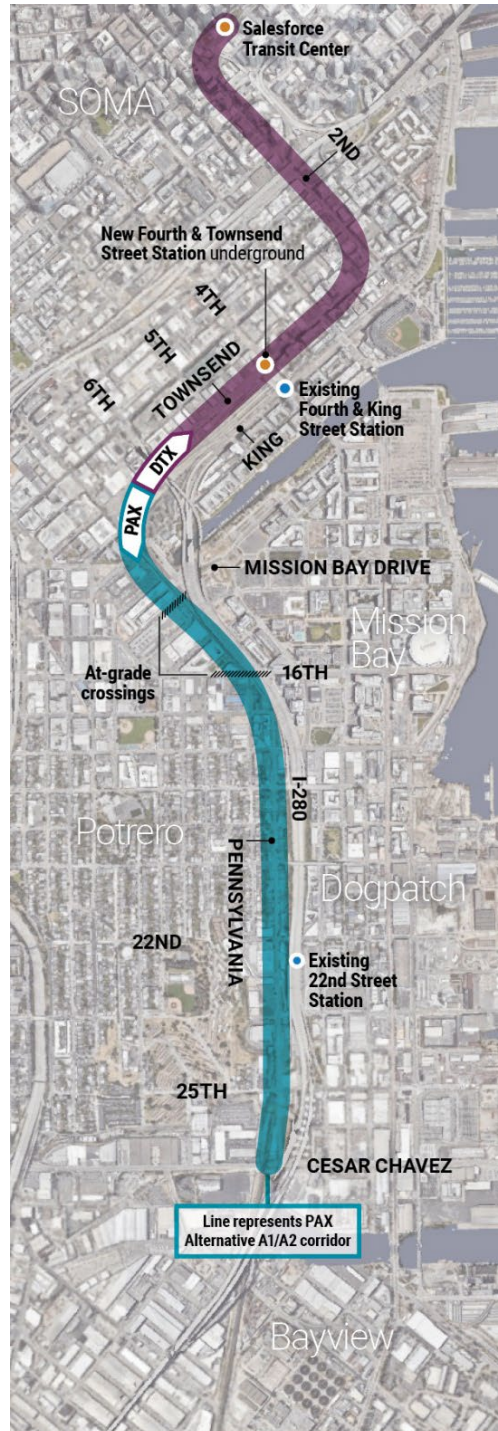 Salesforce
Transit Center
SOMA
2ND
New Fourth & Townsend
Street Station underground
4TH
5TH
6TH
TOWNSEND
Existing
Fourth & King
Street Station
KING
DTX
PAX
MISSION BAY DRIVE
Mission
Bay
At-grade
crossings
16TH
I-280
Potrero
PENNSYLVANIA
Dogpatch
22ND
Existing
22nd Street
Station
25TH
CESAR CHAVEZ
Line represents PAX
Alternative A1/A2 corridor
Bayview